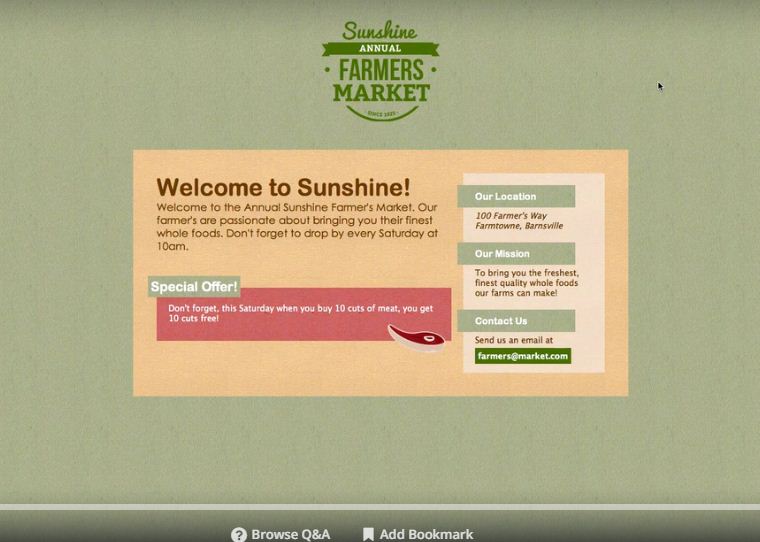 Sunshine
ANNUAL
FARMERS
MARKET
Welcome to Sunshine!
Welcome to the Annual Sunshine Farmer's Market. Our
farmer's are passionate about bringing you their finest
whole foods. Don't forget to drop by every Saturday at
10am.
Special Offer!
Don't forget, this Saturday when you buy 10 cuts of meat, you get
10 cuts free!
Our Location
100 Farmer's Way
Farmtowne, Barnsville
Our Mission
To bring you the freshest,
finest quality whole foods
our farms can make!
Contact Us
Send us an email at
farmers@market.com
? Browse Q&A
Add Bookmark